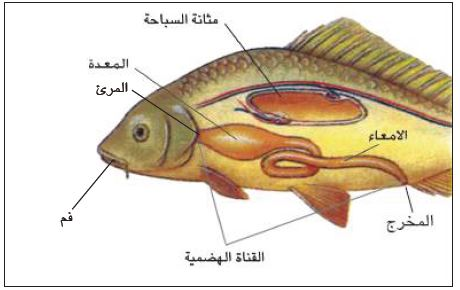 مثانة السباحة
المعدة
المرئ
الامعاء
فم
المخرج
القناة الهضمية